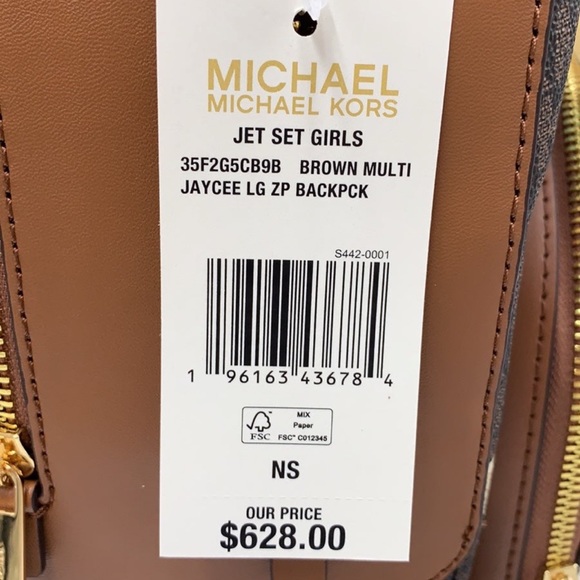 MICHAEL
MICHAEL KORS
JET SET GIRLS
35F2G5CB9B BROWN MULTI
JAYCEE LG ZP BACKPCK
S442-0001
1 96163 43678 4
FSC
MIX
Paper
FSC™ C012345
NS
OUR PRICE
$628.00